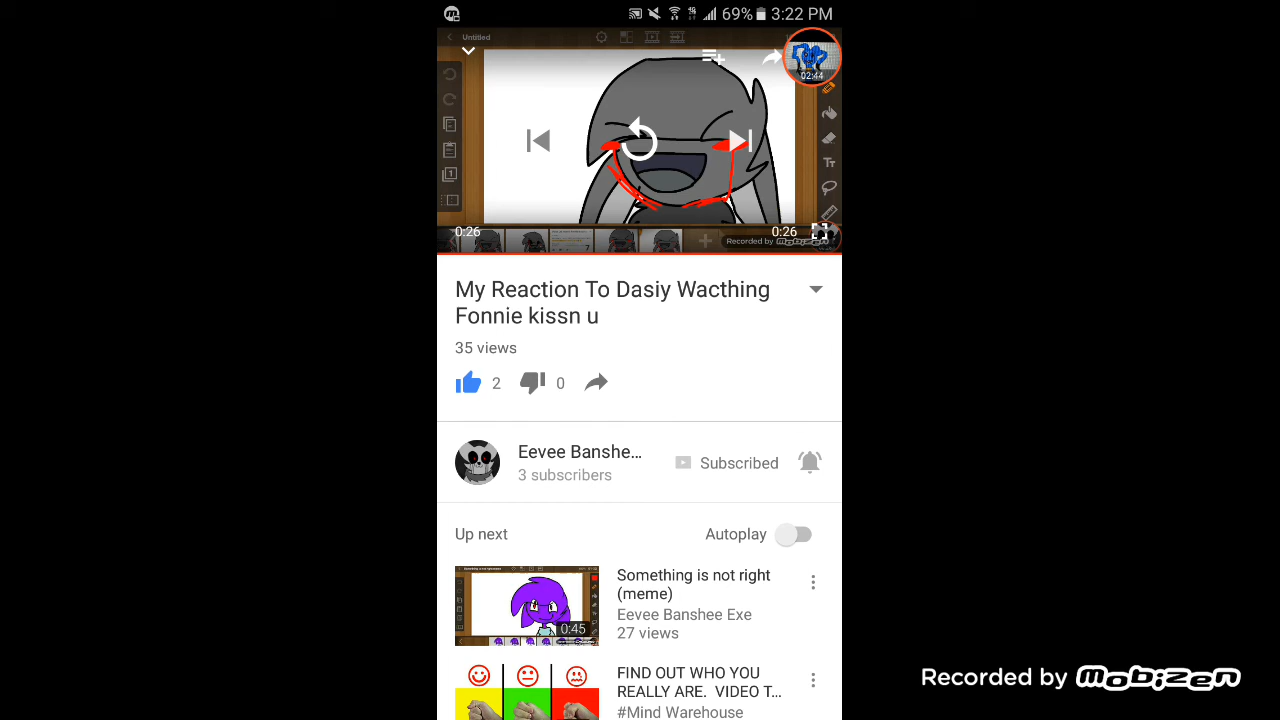 69% 3:22 PM
Untitled
02:44
Tт
1
0:26
0:26
Recorded by mobizen
My Reaction To Dasiy Wacthing
Fonnie kissn u
35 views
2
0
Eevee Banshe…
3 subscribers
Subscribed
Up next
Autoplay
0:45
Something is not right
(meme)
Eevee Banshee Exe
27 views
FIND OUT WHO YOU
REALLY ARE. VIDEO T…
#Mind Warehouse
Recorded by mobizen